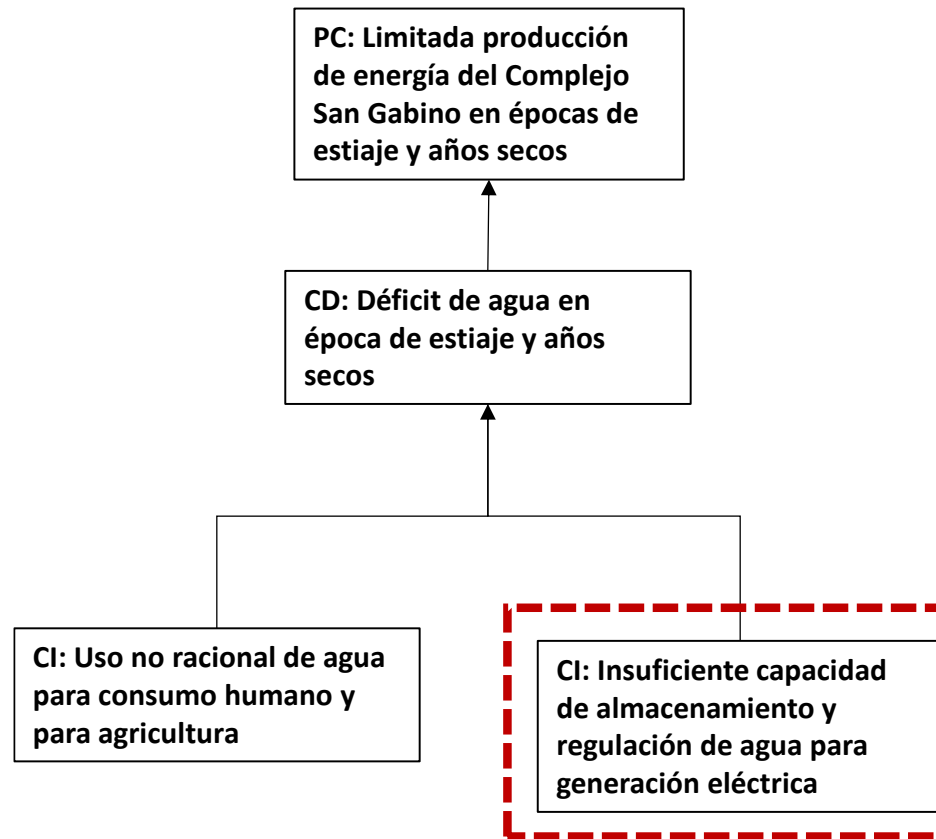 PC: Limitada producción
de energía del Complejo
San Gabino en épocas de
estiaje y años secos
CD: Déficit de agua en
época de estiaje y años
secos
CI: Uso no racional de agua
para consumo humano y
para agricultura
CI: Insuficiente capacidad
de almacenamiento y
regulación de agua para
generación eléctrica